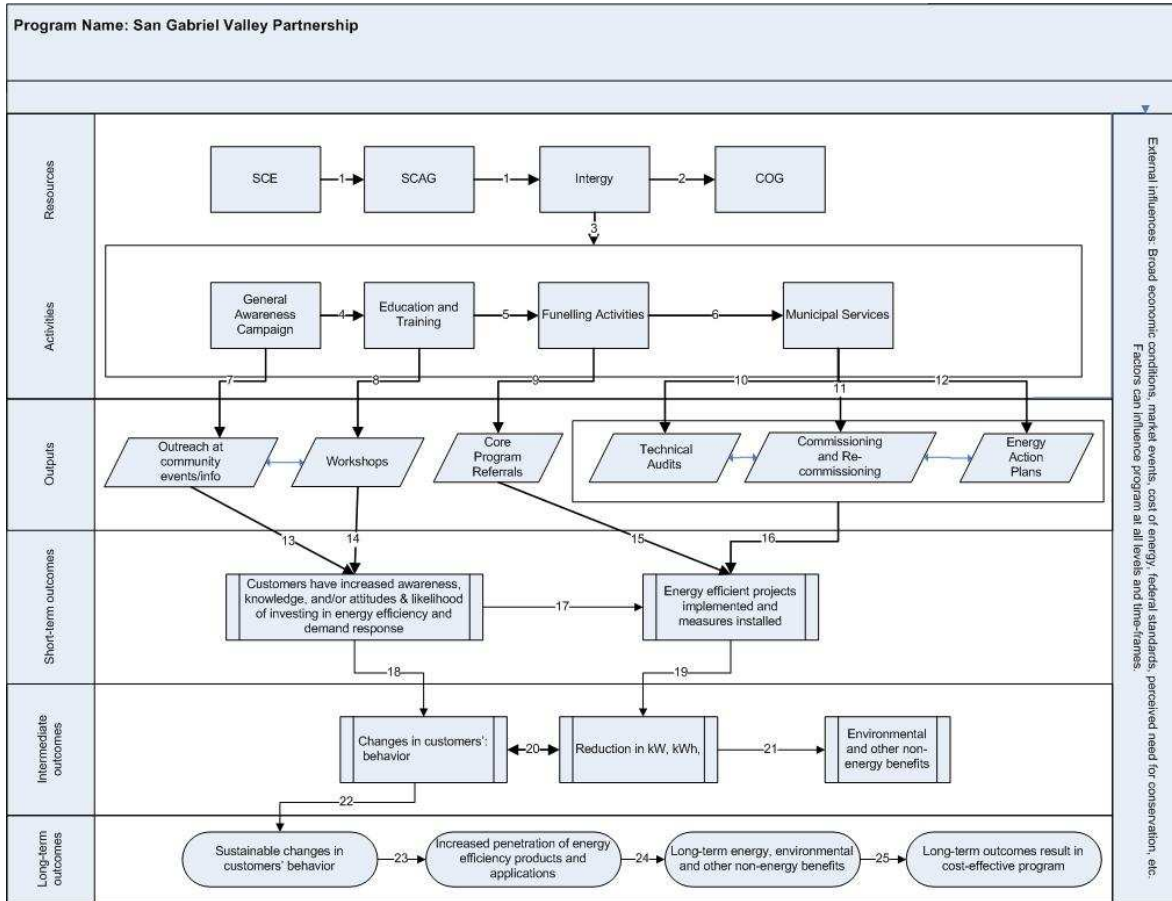 Program Name: San Gabriel Valley Partnership
Resources
SCE
1
SCAG
1
Intergy
2
COG
3
Activities
General
Awareness
Campaign
4
Education and
Training
5
Funelling Activities
6
Municipal Services
7
8
9
10
11
12
Outputs
Outreach at
community
events/info
Workshops
Core
Program
Referrals
Technical
Audits
Commissioning
and Re-
commissioning
Energy
Action
Plans
13
14
15
16
Short-term outcomes
Customers have increased awareness,
knowledge, and/or attitudes & likelihood
of investing in energy efficiency and
demand response
17
Energy efficient projects
implemented and
measures installed
18
19
Intermediate
outcomes
Changes in customers':
behavior
20
Reduction in kW, kWh,
21
Environmental
and other non-
energy benefits
22
Long-term
outcomes
Sustainable changes in
customers' behavior
23
Increased penetration of energy
efficiency products and
applications
24
Long-term energy, environmental
and other non-energy benefits
25
Long-term outcomes result in
cost-effective program
External influences: Broad economic conditions, market events, cost of energy, federal standards, perceived need for conservation, etc.
Factors can influence program at all levels and time-frames.